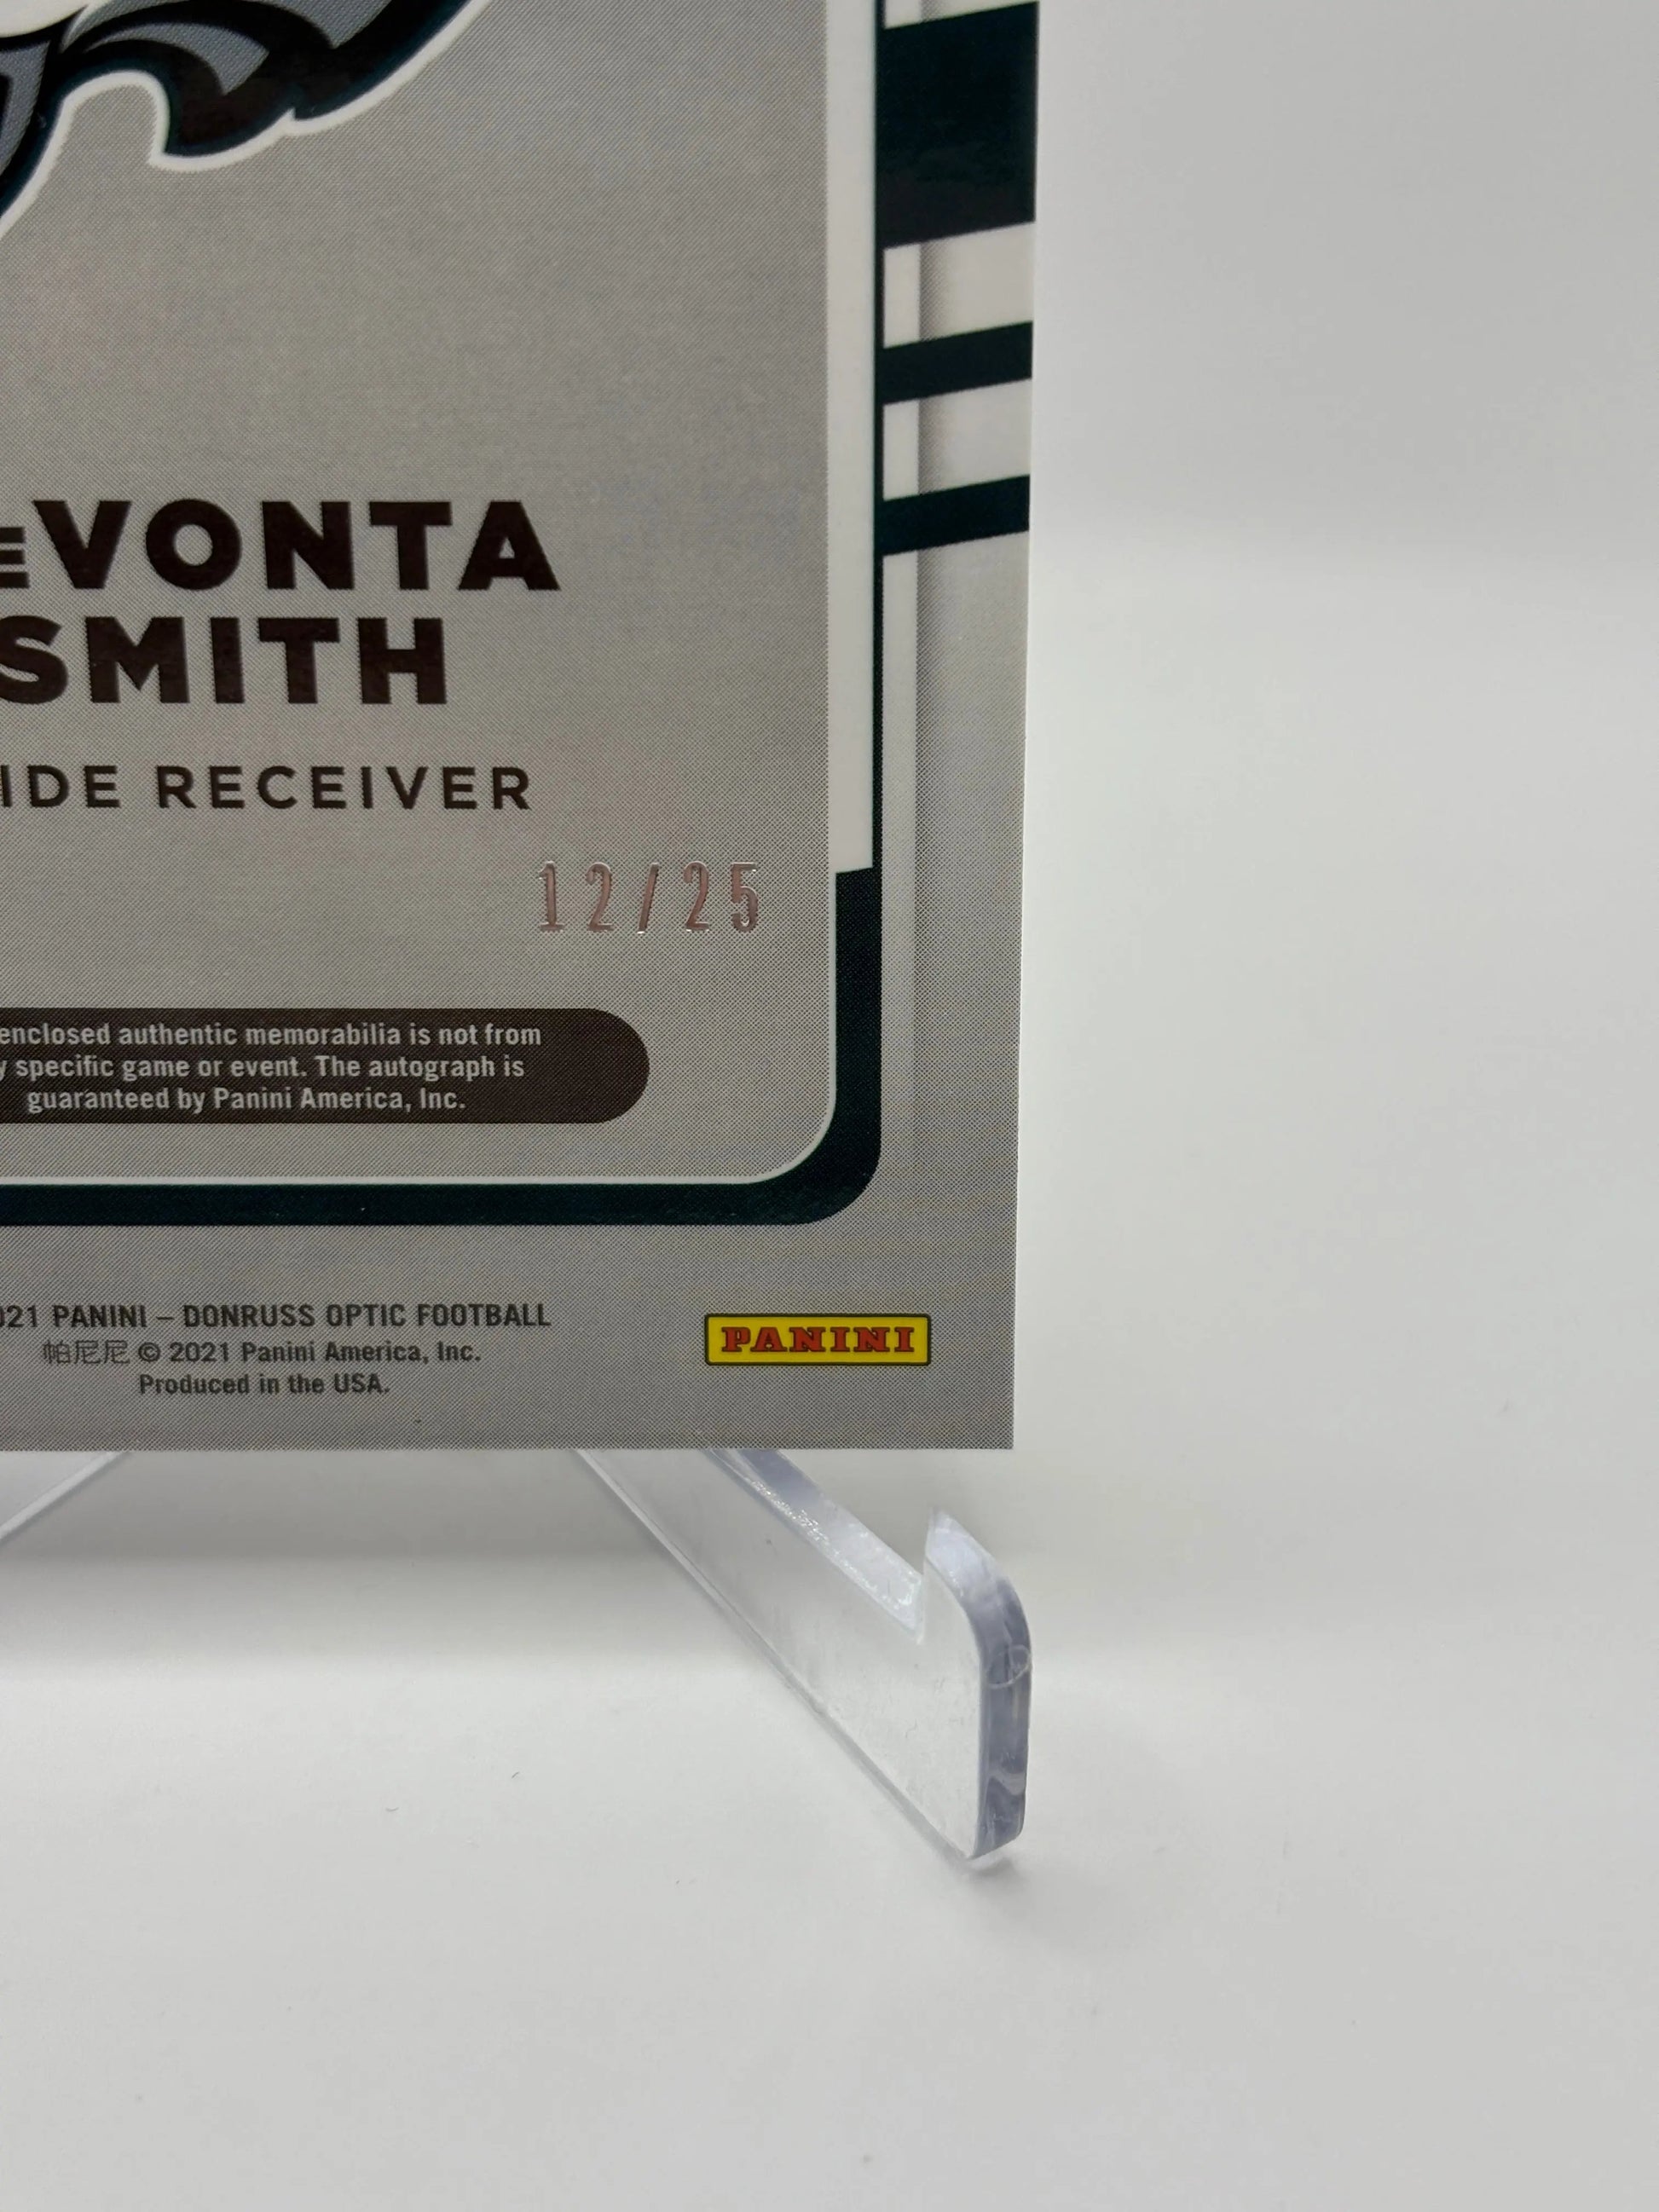 eVONTA
SMITH
IDE RECEIVER
12/25
enclosed authentic memorabilia is not from
y specific game or event. The autograph is
guaranteed by Panini America, Inc.
021 PANINI – DONRUSS OPTIC FOOTBALL
帕尼尼 © 2021 Panini America, Inc.
Produced in the USA.
PANINI